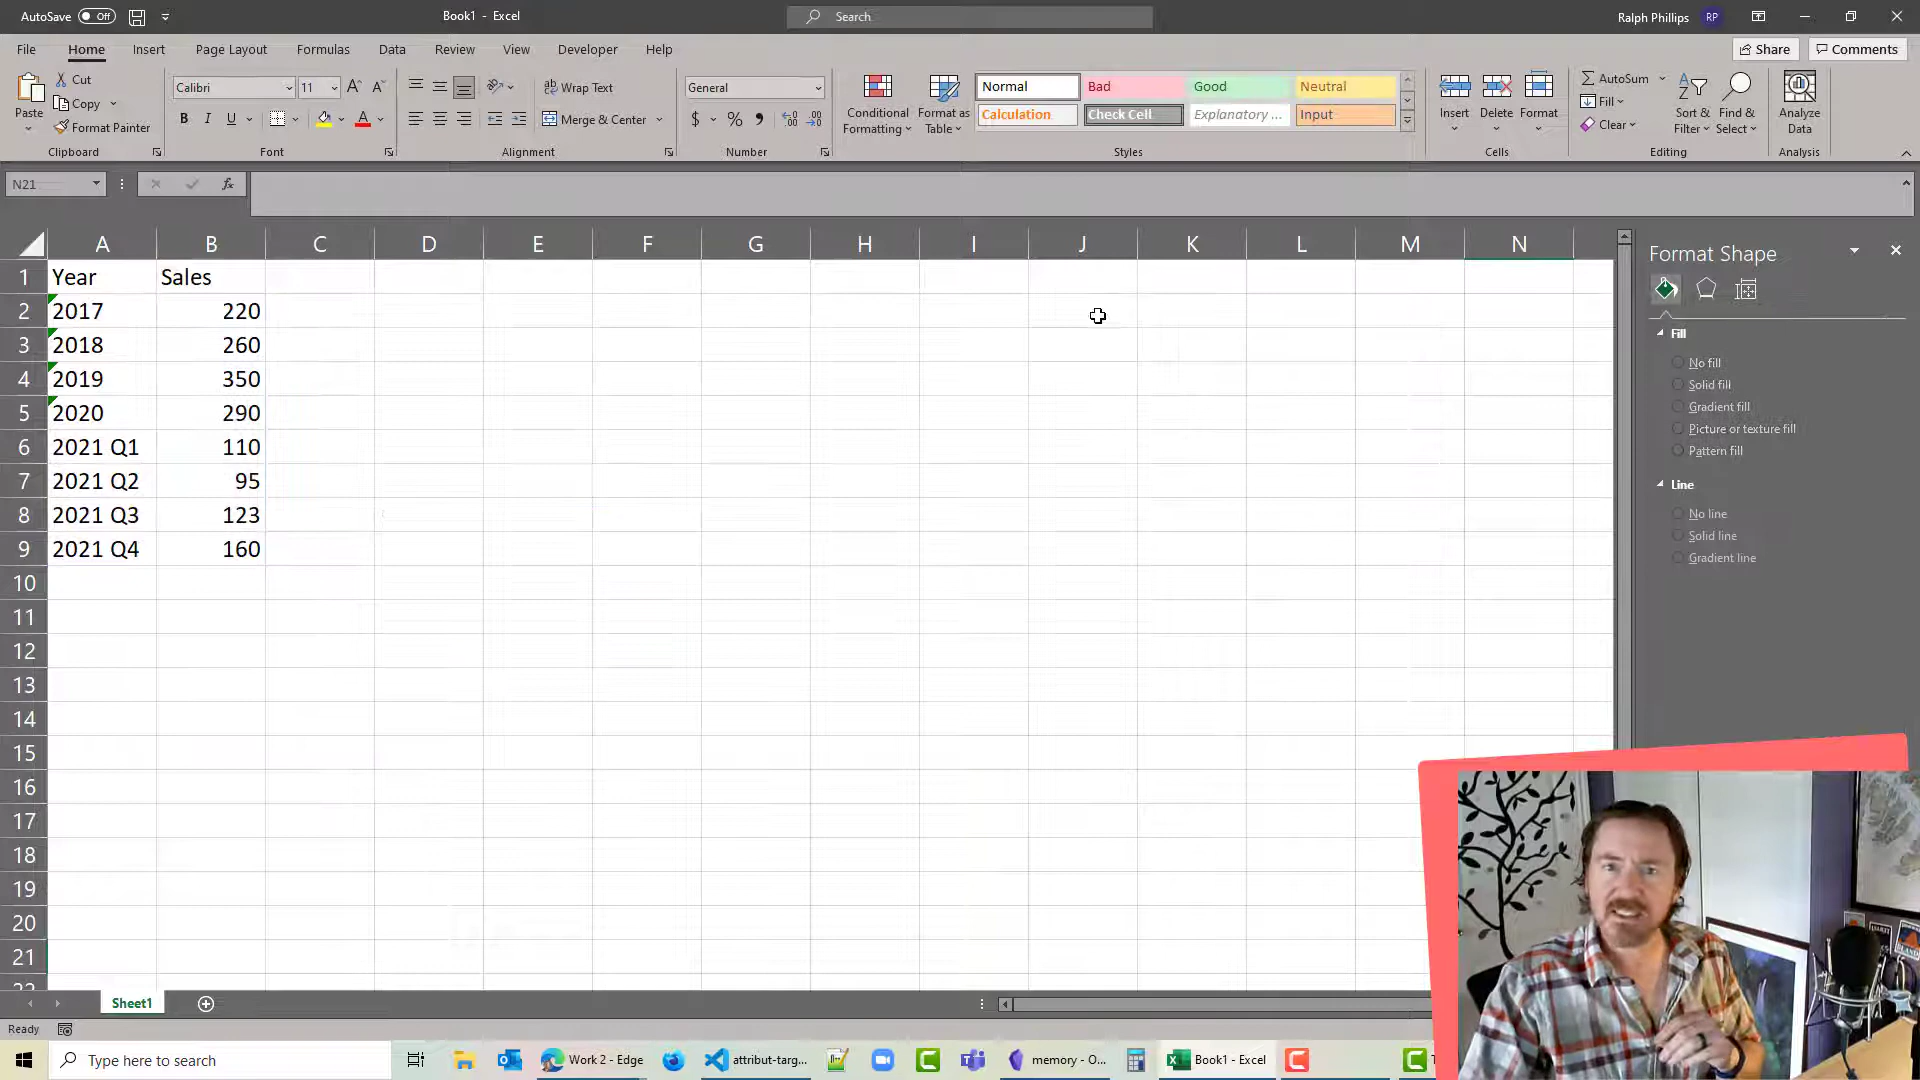 AutoSave Off
Book1 - Excel
Search
Ralph Phillips RP
File Home Insert Page Layout Formulas Data Review View Developer Help
Share Comments
Paste
Cut
Copy
Format Painter
Clipboard
Calibri 11
B I U A
Font
Wrap Text
Merge & Center
Alignment
General
$ % 9
Number
Conditional Formatting
Format as Table
Normal Bad Good Neutral
Calculation Check Cell Explanatory ... Input
Styles
Insert Delete Format
Cells
AutoSum
Fill
Clear
Sort & Filter
Find & Select
Editing
Analyze Data
Analysis
N21 fx
A B C D E F G H I J K L M N
1 Year Sales
2 2017 220
3 2018 260
4 2019 350
5 2020 290
6 2021 Q1 110
7 2021 Q2 95
8 2021 Q3 123
9 2021 Q4 160
10
11
12
13
14
15
16
17
18
19
20
21
Format Shape
Fill
No fill
Solid fill
Gradient fill
Picture or texture fill
Pattern fill
Line
No line
Solid line
Gradient line
Sheet1
Ready
Type here to search
Work 2 - Edge
attribut-targ...
memory - O...
Book1 - Excel